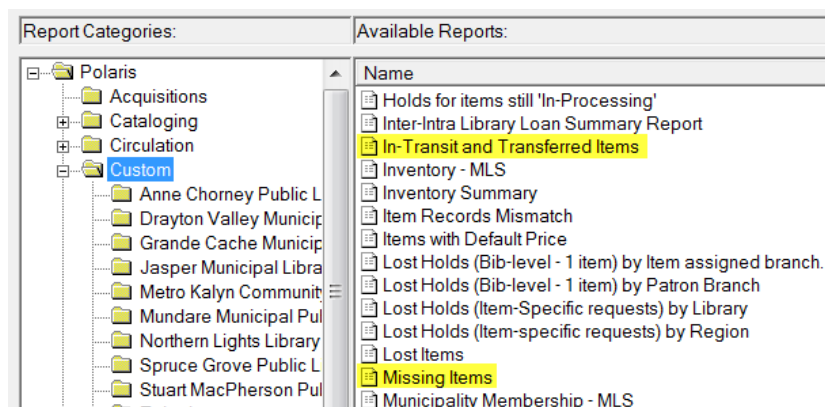 Report Categories:
Available Reports:
Polaris
Acquisitions
Cataloging
Circulation
Custom
Anne Chorney Public L
Drayton Valley Municip
Grande Cache Municip
Jasper Municipal Libra
Metro Kalyn Community
Mundare Municipal Pul
Northern Lights Library
Spruce Grove Public L
Stuart MacPherson Pul
Name
Holds for items still 'In-Processing'
Inter-Intra Library Loan Summary Report
In-Transit and Transferred Items
Inventory - MLS
Inventory Summary
Item Records Mismatch
Items with Default Price
Lost Holds (Bib-level - 1 item) by Item assigned branch.
Lost Holds (Bib-level - 1 item) by Patron Branch
Lost Holds (Item-Specific requests) by Library
Lost Holds (Item-specific requests) by Region
Lost Items
Missing Items
Municipality Membership - MLS